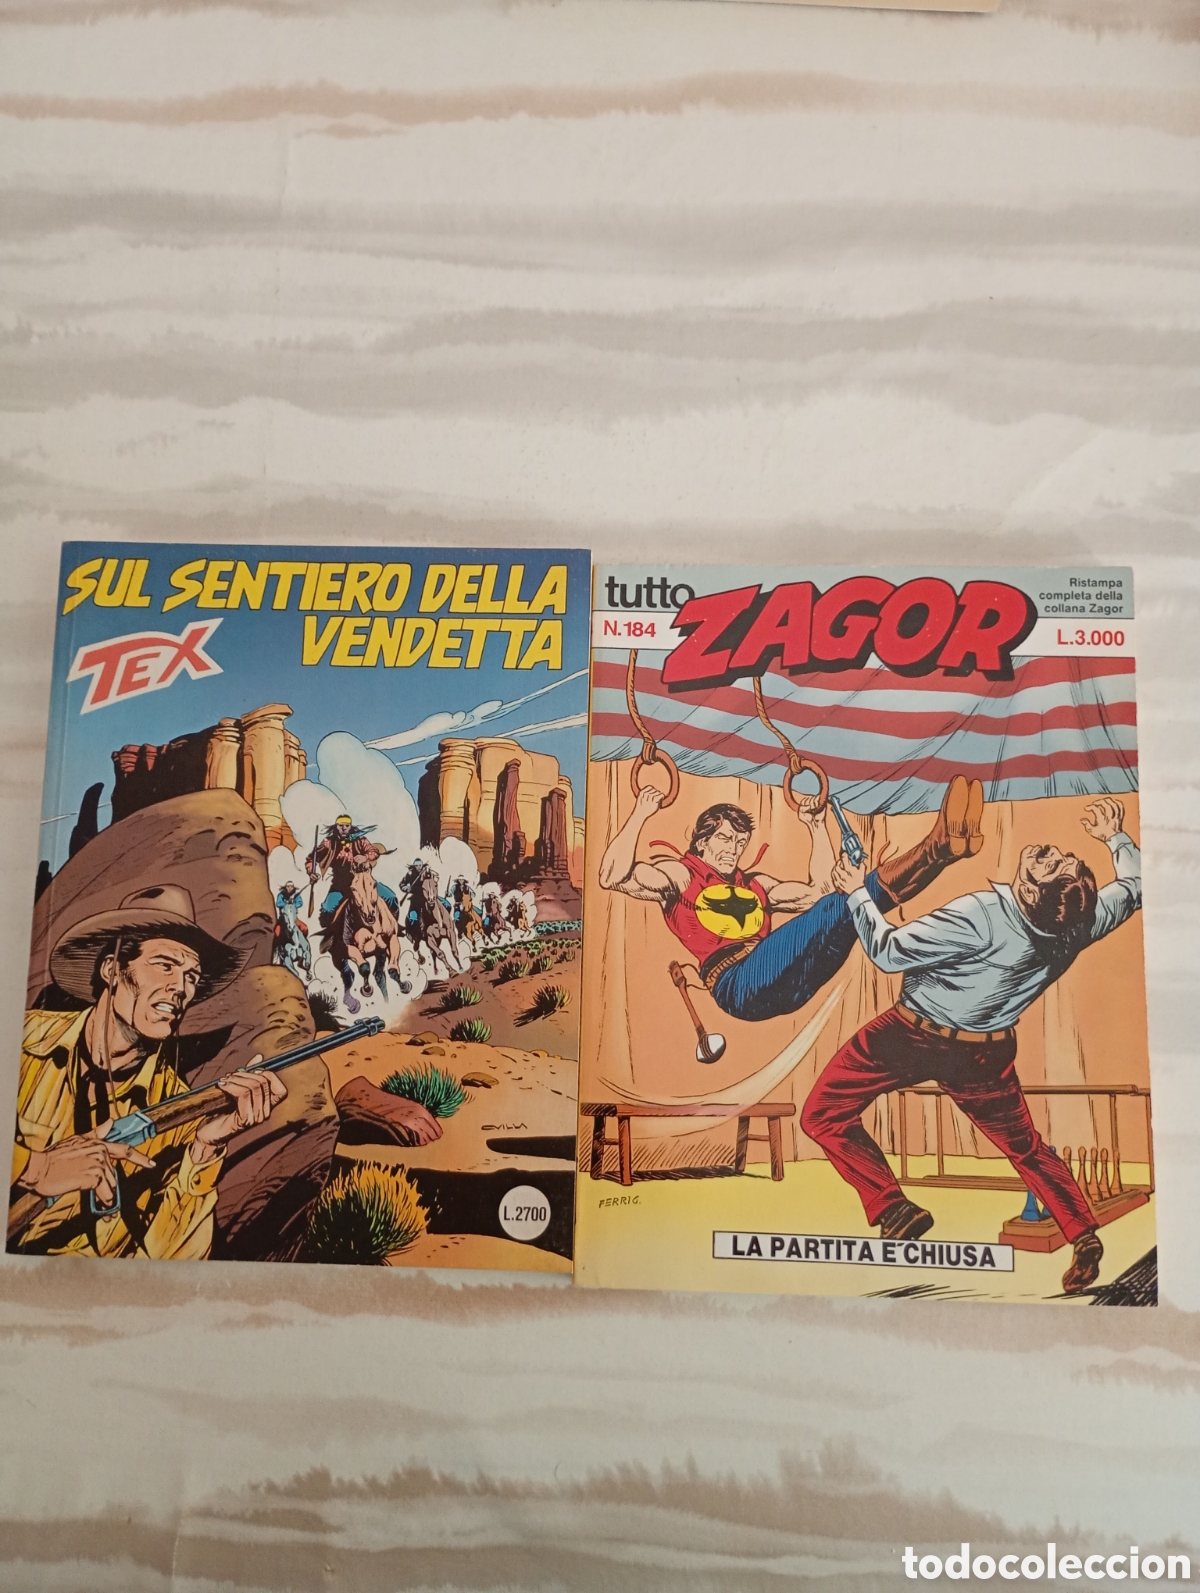 SUL SENTIERO DELLA
VENDETTA
TEX
CVILLA
L.2700
tutto
ZAGOR
N.184
Ristampa
completa della
collana Zagor
L.3.000
FERRIG.
LA PARTITA E´CHIUSA
todocoleccion